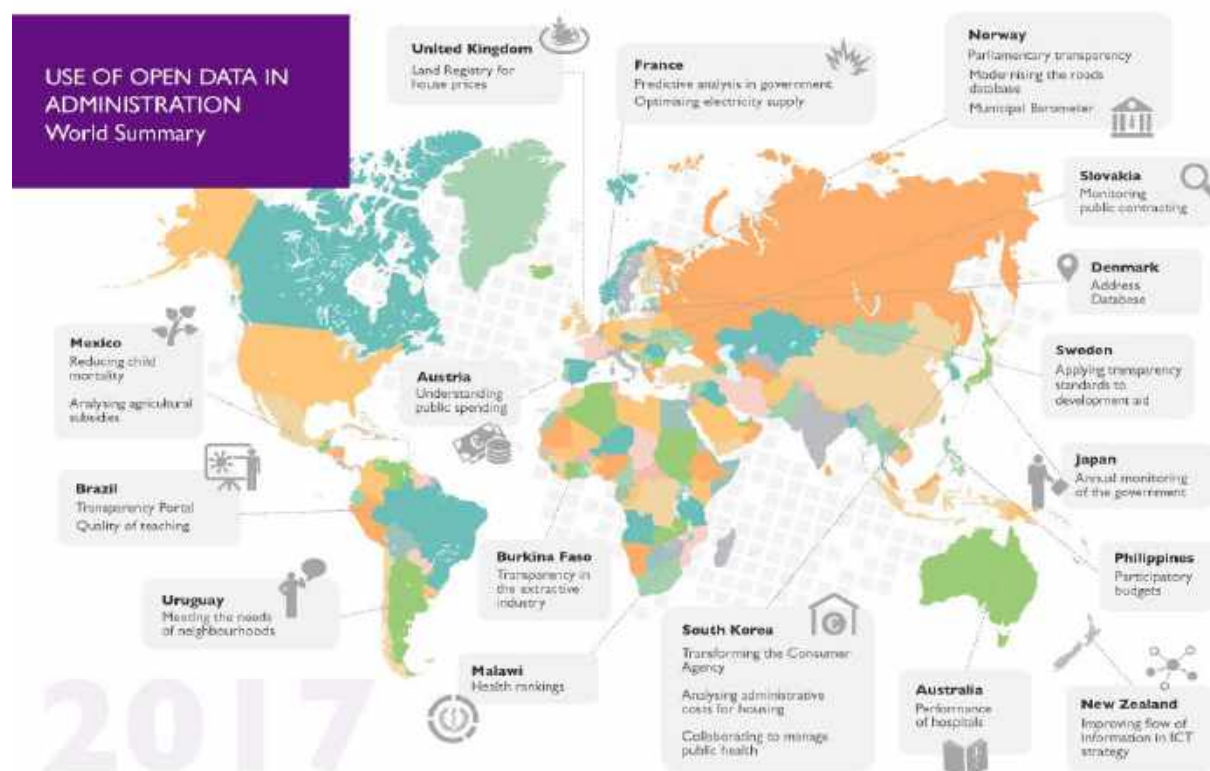 USE OF OPEN DATA IN
ADMINISTRATION
World Summary
United Kingdom
Land Registry for
house prices
France
Predictive analysis in government
Optimising electricity supply
Norway
Parliamentary transparency
Modernising the roads
database
Municipal Barometer
Slovakia
Monitoring
public contracting
Denmark
Address
Database
Mexico
Reducing child
mortality
Analysing agricultural
subsidies
Austria
Understanding
public spending
Sweden
Applying transparency
standards to
development aid
Brazil
Transparency Portal
Quality of teaching
Japan
Annual monitoring
of the government
Burkina Faso
Transparency in
the extractive
industry
Philippines
Participatory
budgets
Uruguay
Meeting the needs
of neighbourhoods
Malawi
Health rankings
South Korea
Transforming the Consumer
Agency
Analysing administrative
costs for housing
Collaborating to manage
public health
Australia
Performance
of hospitals
New Zealand
Improving flow of
information in ICT
strategy
2017